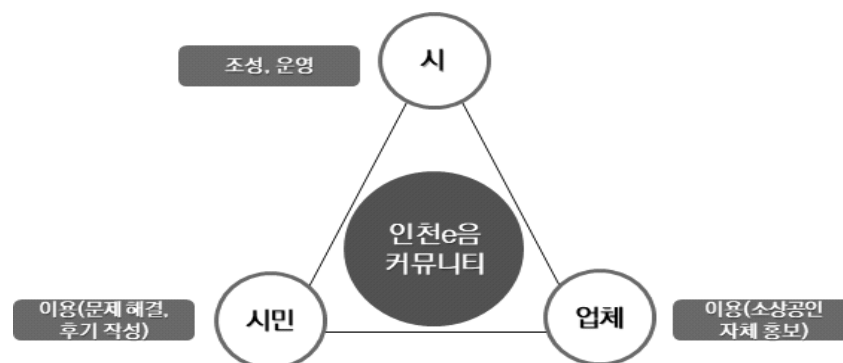 시
조성, 운영
인천e음
커뮤니티
이용(문제 해결,
후기 작성)
시민
업체
이용(소상공인
자체 홍보)